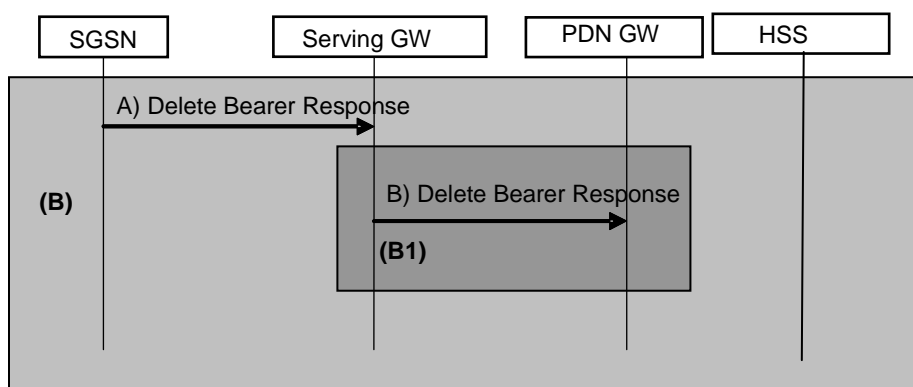 SGSN
Serving GW
PDN GW
HSS
A) Delete Bearer Response
(B)
B) Delete Bearer Response
(B1)